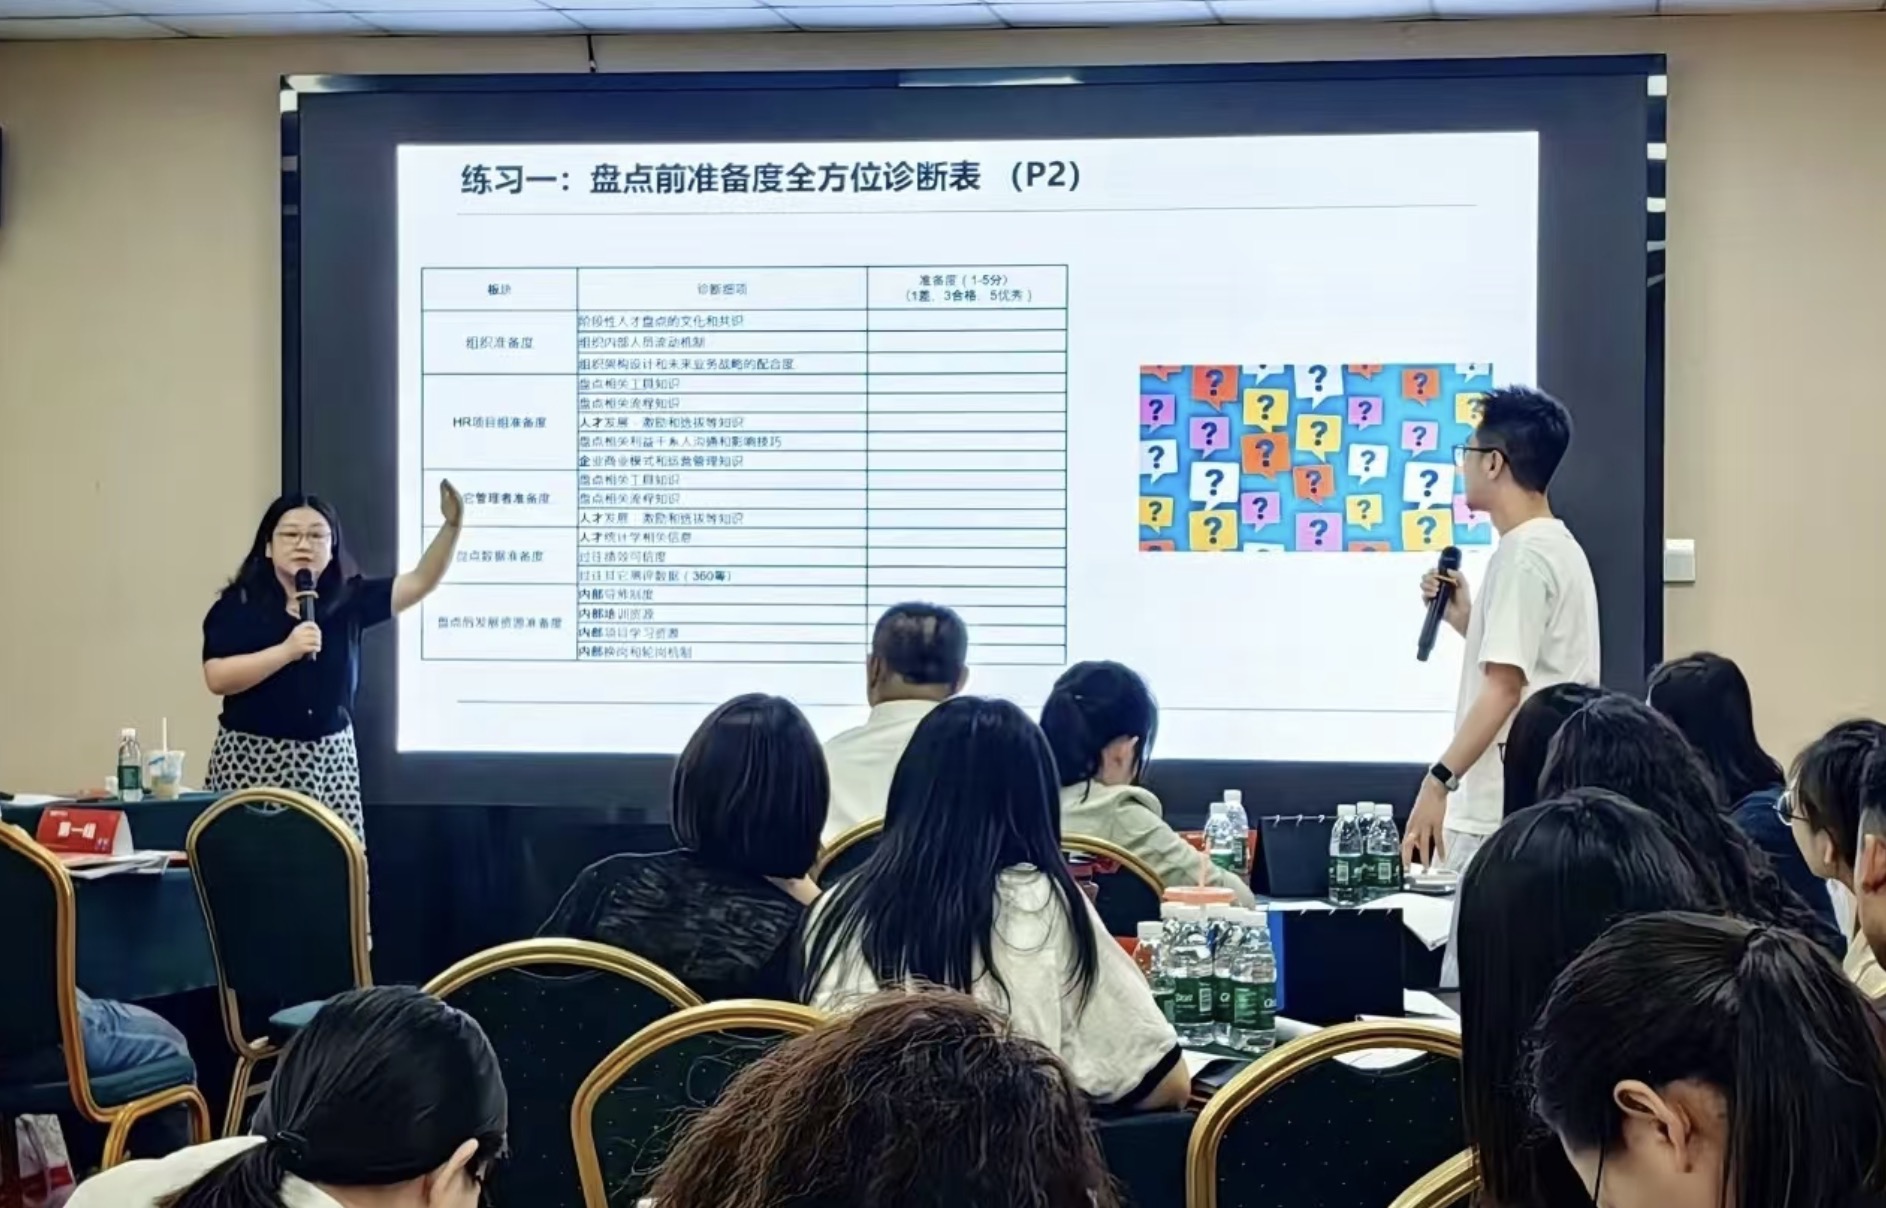 练习一：盘点前准备度全方位诊断表 （P2）
板块
诊断细项
准备度（1-5分）
（1差、3合格、5优秀）
组织准备度
阶段性人才盘点的文化和共识
组织内部人员流动机制
组织架构设计和未来业务战略的配合度
HR项目组准备度
盘点相关工具知识
盘点相关流程知识
人才发展、激励和选拔等知识
盘点相关利益干系人沟通和影响技巧
企业商业模式和运营管理知识
它管理者准备度
盘点相关工具知识
盘点相关流程知识
人才发展、激励和选拔等知识
盘点数据准备度
人才统计学相关信息
过往绩效可信度
过往其它测评数据（360等）
盘点后发展资源准备度
内部导师制度
内部培训资源
内部项目学习资源
内部换岗和轮岗机制
第一组